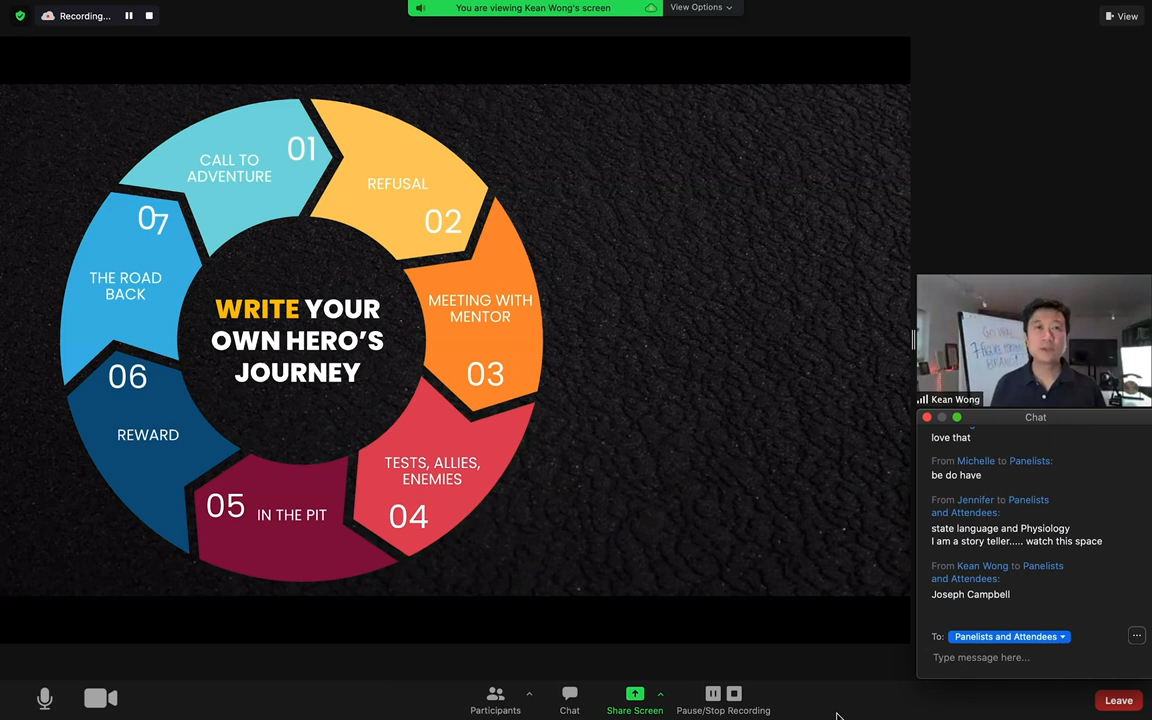 Recording...
You are viewing Kean Wong's screen
View Options
View
01
CALL TO
ADVENTURE
REFUSAL
02
MEETING WITH
MENTOR
03
TESTS, ALLIES,
ENEMIES
04
05
IN THE PIT
06
REWARD
07
THE ROAD
BACK
WRITE YOUR
OWN HERO'S
JOURNEY
Kean Wong
Chat
love that
From Michelle to Panelists:
be do have
From Jennifer to Panelists
and Attendees:
state language and Physiology
I am a story teller..... watch this space
From Kean Wong to Panelists
and Attendees:
Joseph Campbell
To: Panelists and Attendees
Type message here...
Participants
Chat
Share Screen
Pause/Stop Recording
Leave